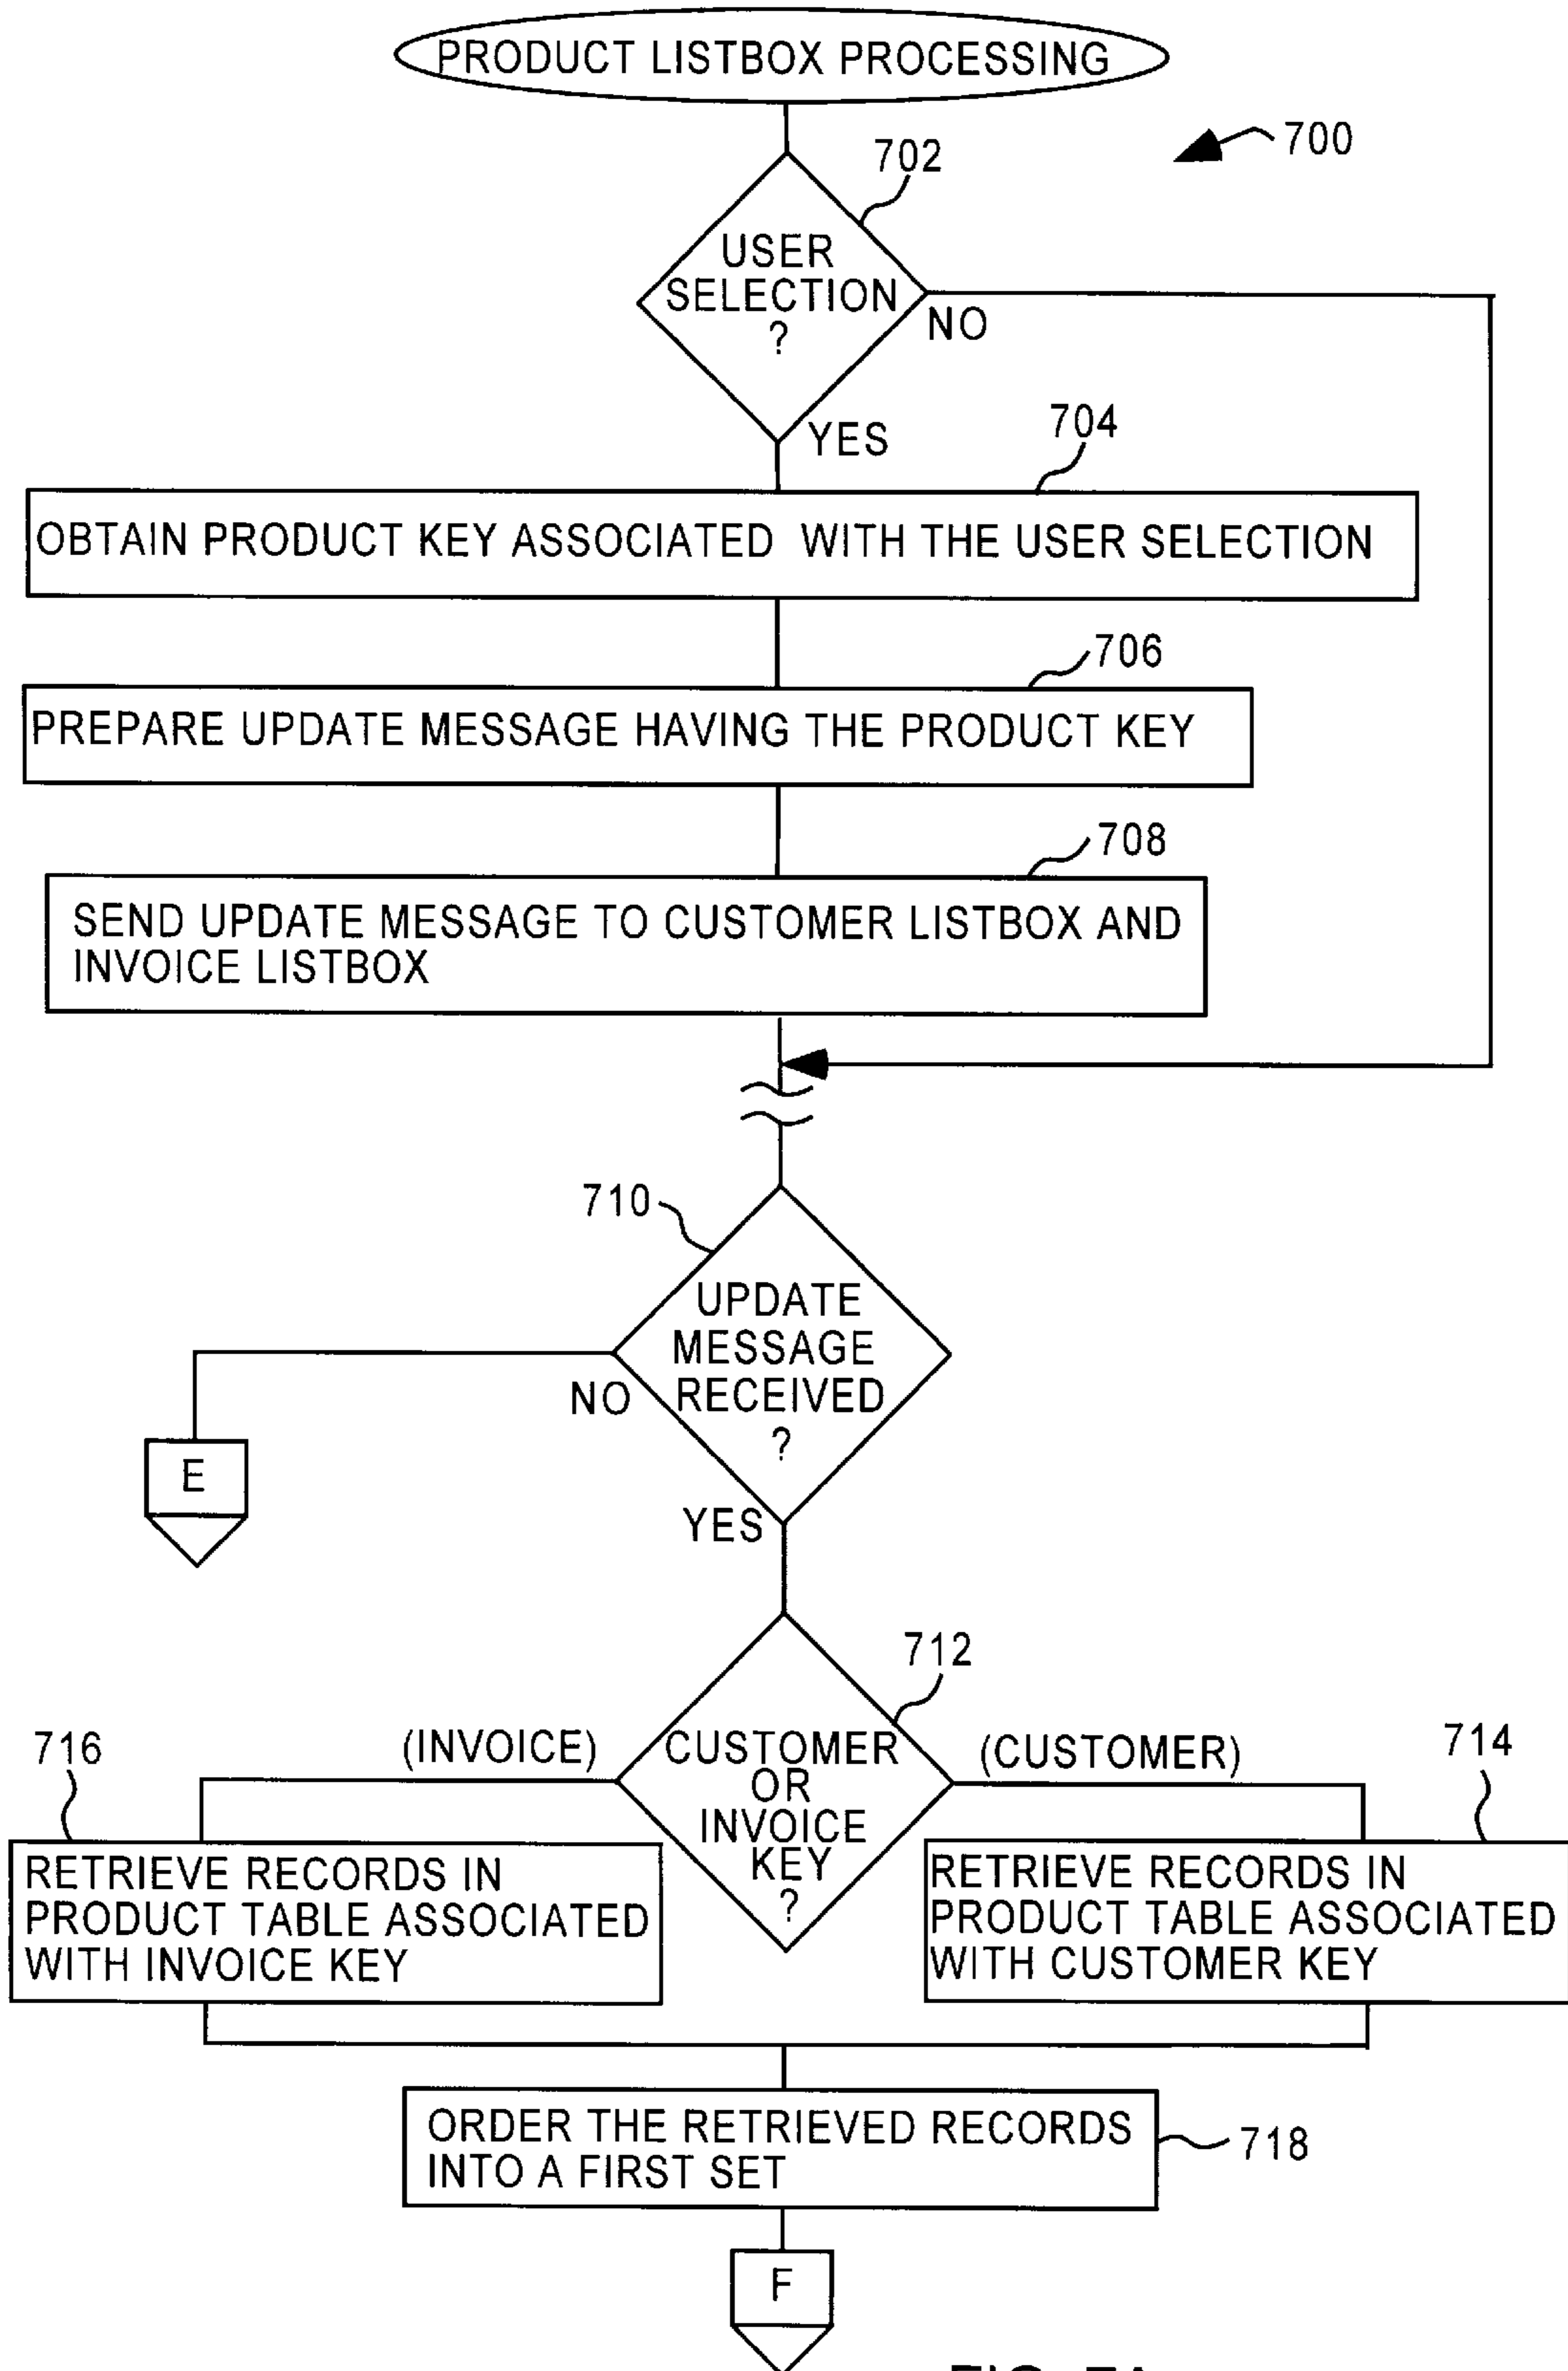 PRODUCT LISTBOX PROCESSING
700
702
USER
SELECTION
?
NO
YES
704
OBTAIN PRODUCT KEY ASSOCIATED WITH THE USER SELECTION
706
PREPARE UPDATE MESSAGE HAVING THE PRODUCT KEY
708
SEND UPDATE MESSAGE TO CUSTOMER LISTBOX AND
INVOICE LISTBOX
710
UPDATE
MESSAGE
RECEIVED
?
NO
E
YES
712
CUSTOMER
OR
INVOICE
KEY
?
(INVOICE)
(CUSTOMER)
716
714
RETRIEVE RECORDS IN
PRODUCT TABLE ASSOCIATED
WITH INVOICE KEY
RETRIEVE RECORDS IN
PRODUCT TABLE ASSOCIATED
WITH CUSTOMER KEY
ORDER THE RETRIEVED RECORDS
INTO A FIRST SET
718
F